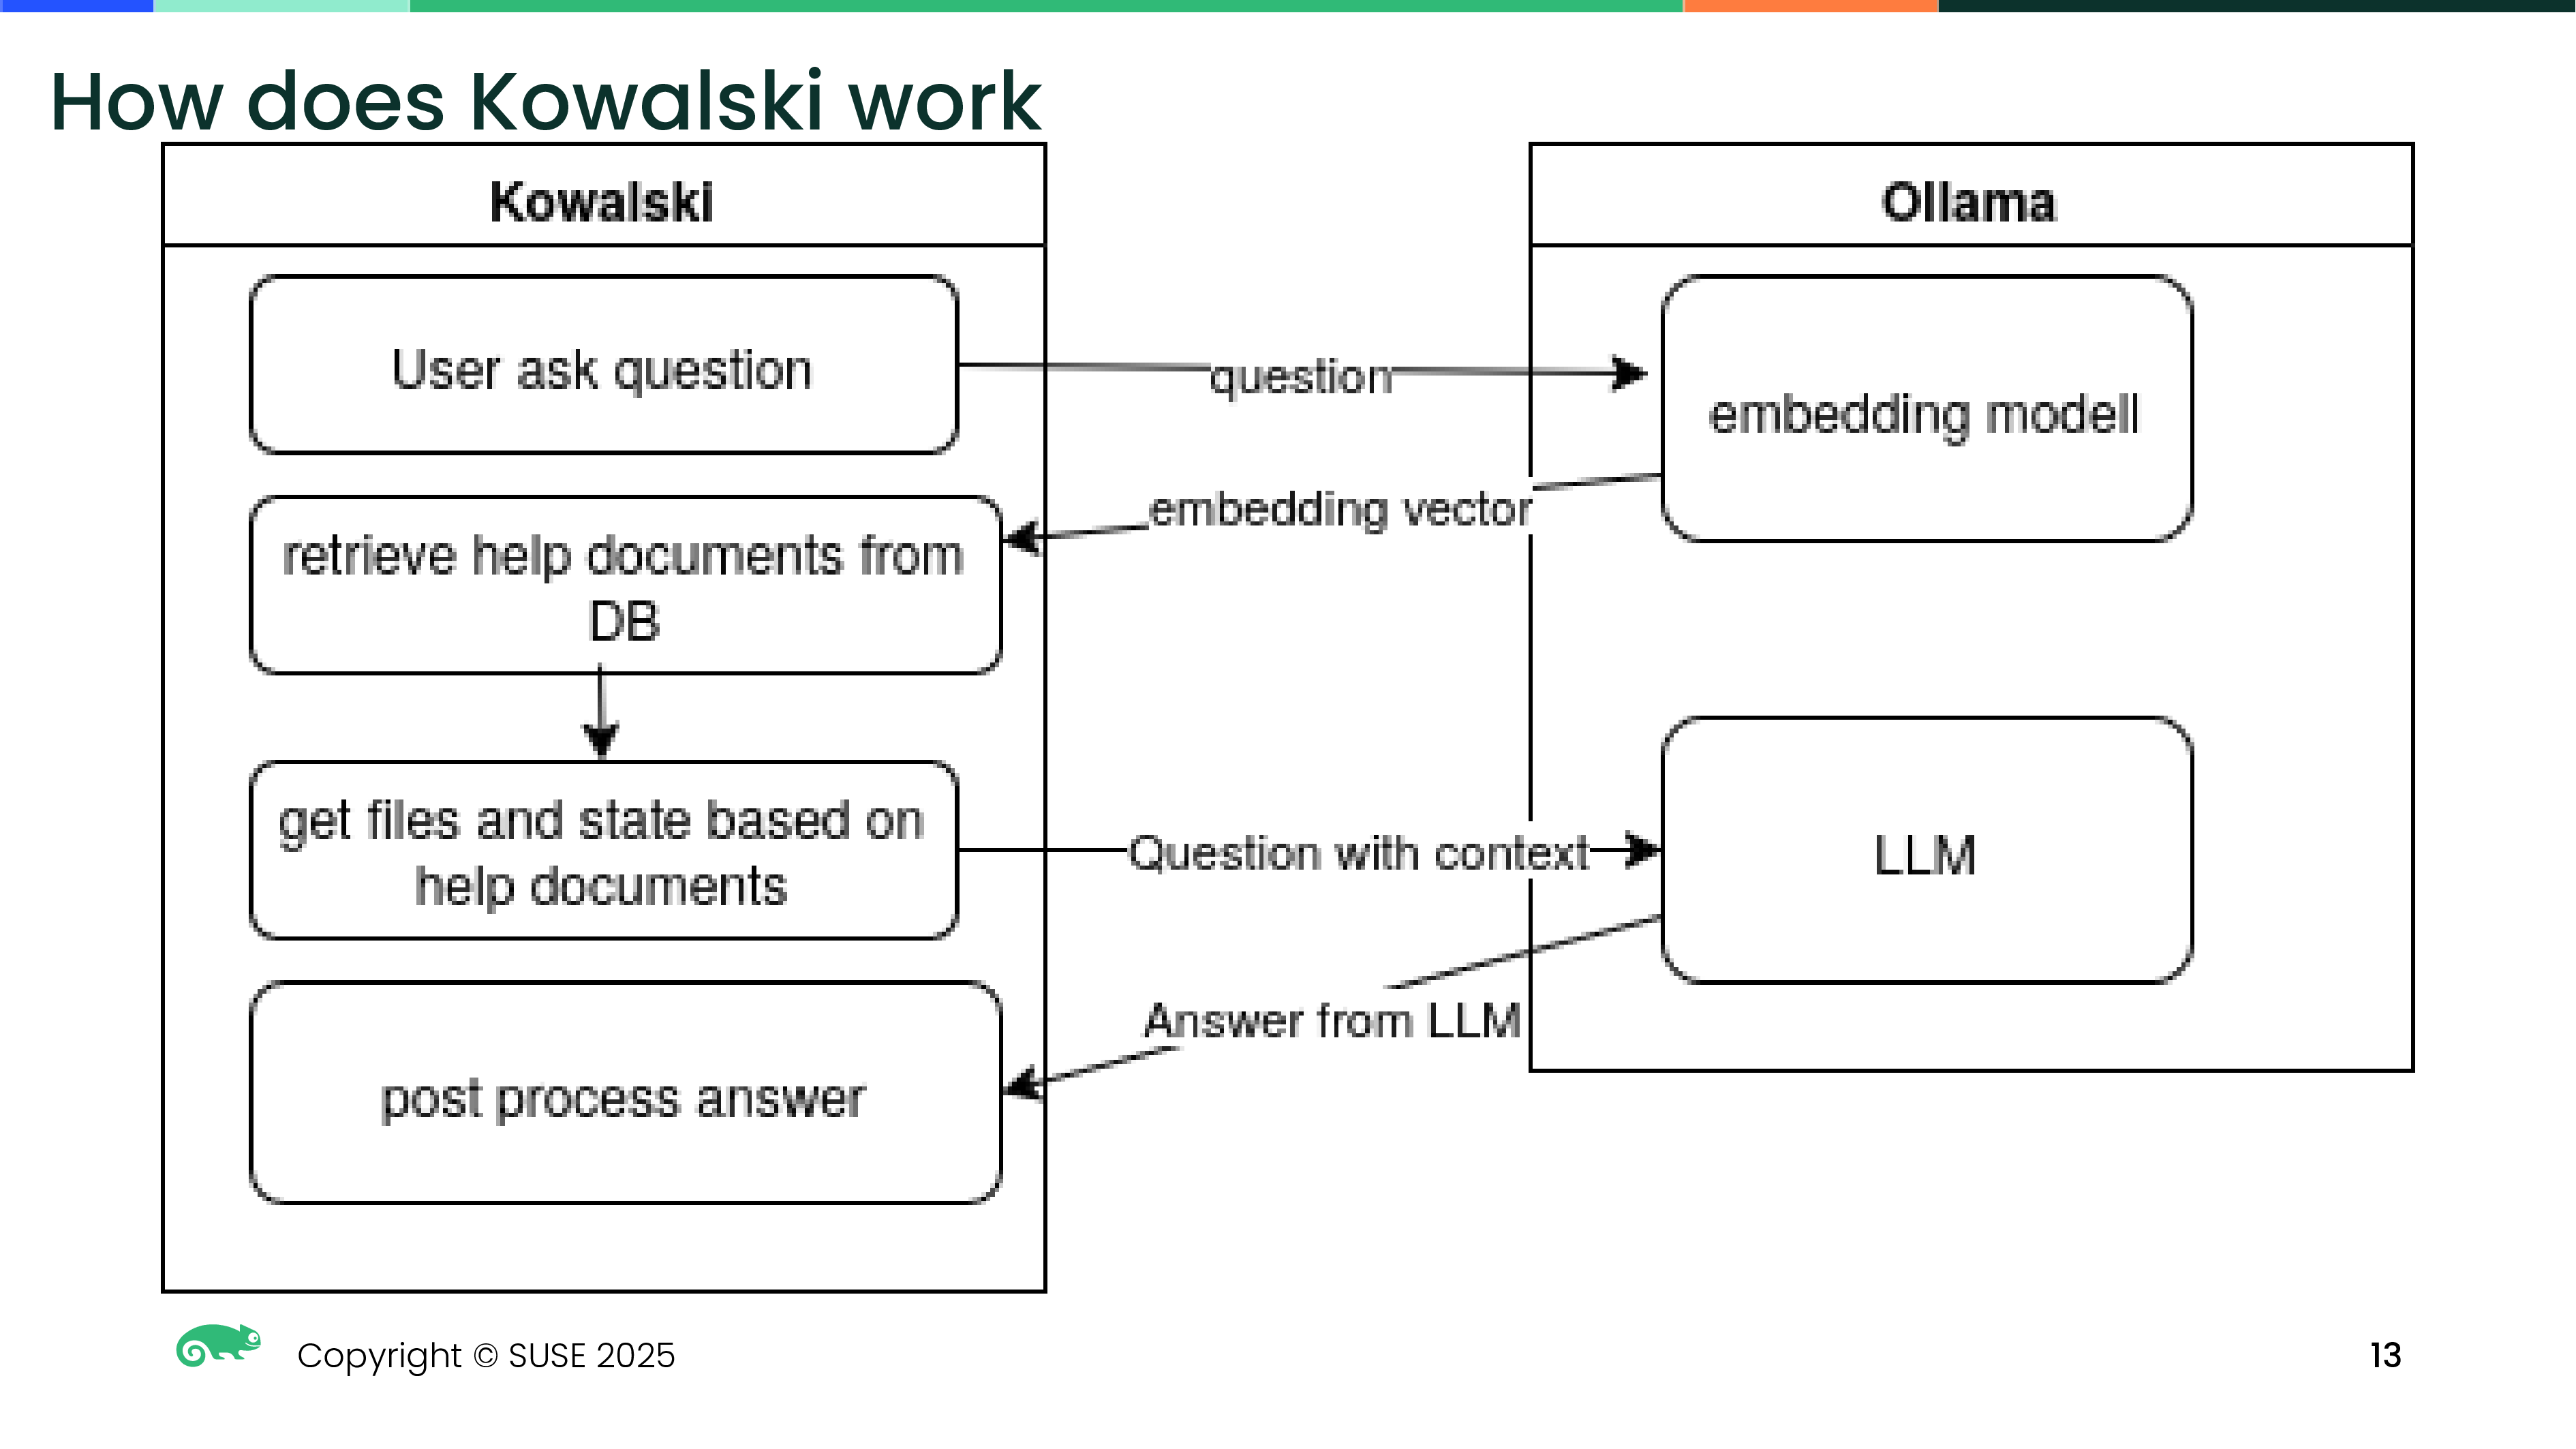 How does Kowalski work
Kowalski
Ollama
User ask question
question
embedding modell
embedding vector
retrieve help documents from
DB
get files and state based on
help documents
Question with context
LLM
Answer from LLM
post process answer
Copyright © SUSE 2025
13